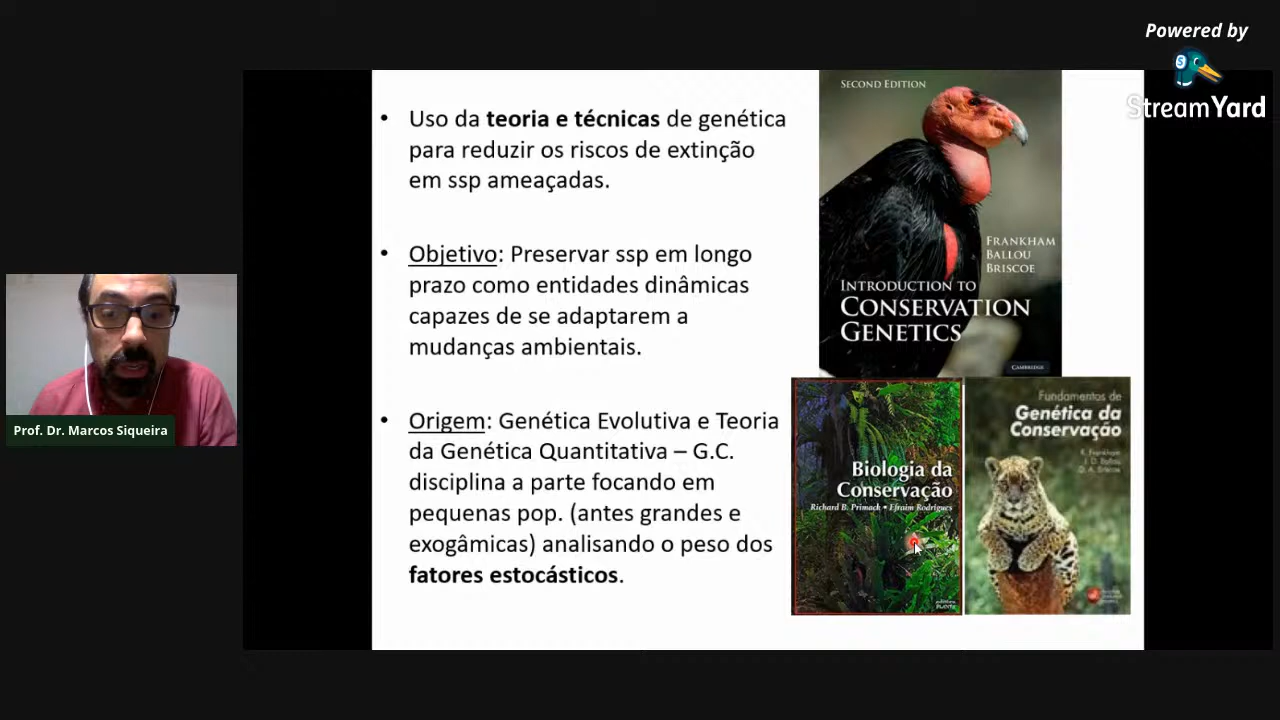 Powered by
StreamYard
• Uso da teoria e técnicas de genética
para reduzir os riscos de extinção
em ssp ameaçadas.
• Objetivo: Preservar ssp em longo
prazo como entidades dinâmicas
capazes de se adaptarem a
mudanças ambientais.
• Origem: Genética Evolutiva e Teoria
da Genética Quantitativa – G.C.
disciplina a parte focando em
pequenas pop. (antes grandes e
exogâmicas) analisando o peso dos
fatores estocásticos.
SECOND EDITION
FRANKHAM
BALLOU
BRISCOE
INTRODUCTION TO
CONSERVATION
GENETICS
CAMBRIDGE
Biologia da
Conservação
Richard B. Primack • Efraim Rodrigues
Fundamentos de
Genética da
Conservação
Prof. Dr. Marcos Siqueira